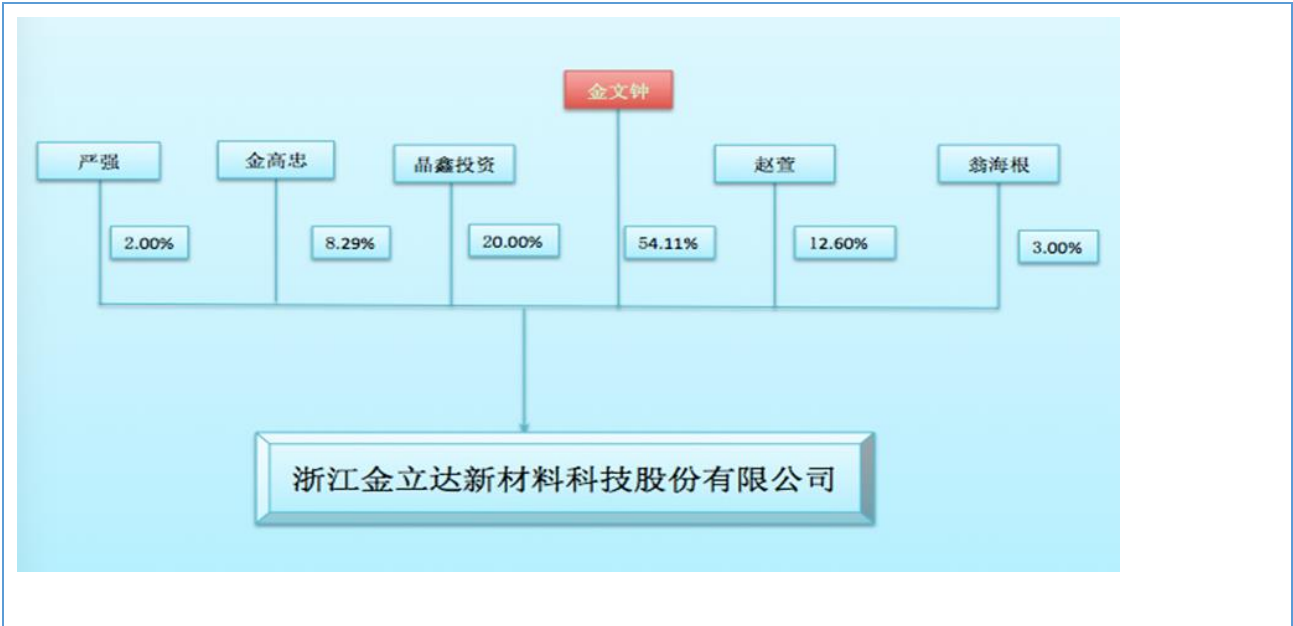 金文钟
严强
金高忠
晶鑫投资
赵萱
翁海根
2.00%
8.29%
20.00%
54.11%
12.60%
3.00%
浙江金立达新材料科技股份有限公司